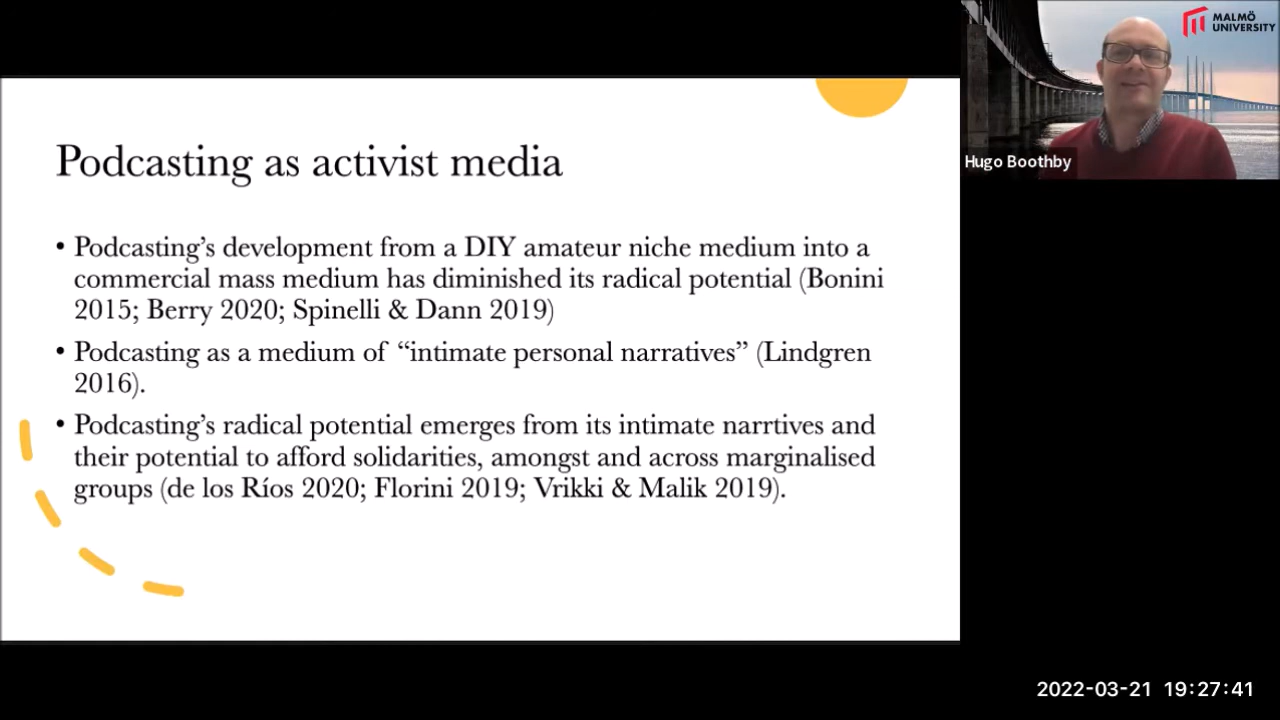 Podcasting as activist media
• Podcasting’s development from a DIY amateur niche medium into a
commercial mass medium has diminished its radical potential (Bonini
2015; Berry 2020; Spinelli & Dann 2019)
• Podcasting as a medium of “intimate personal narratives” (Lindgren
2016).
• Podcasting’s radical potential emerges from its intimate narrtives and
their potential to afford solidarities, amongst and across marginalised
groups (de los Ríos 2020; Florini 2019; Vrikki & Malik 2019).
MALMÖ
UNIVERSITY
Hugo Boothby
2022-03-21 19:27:41